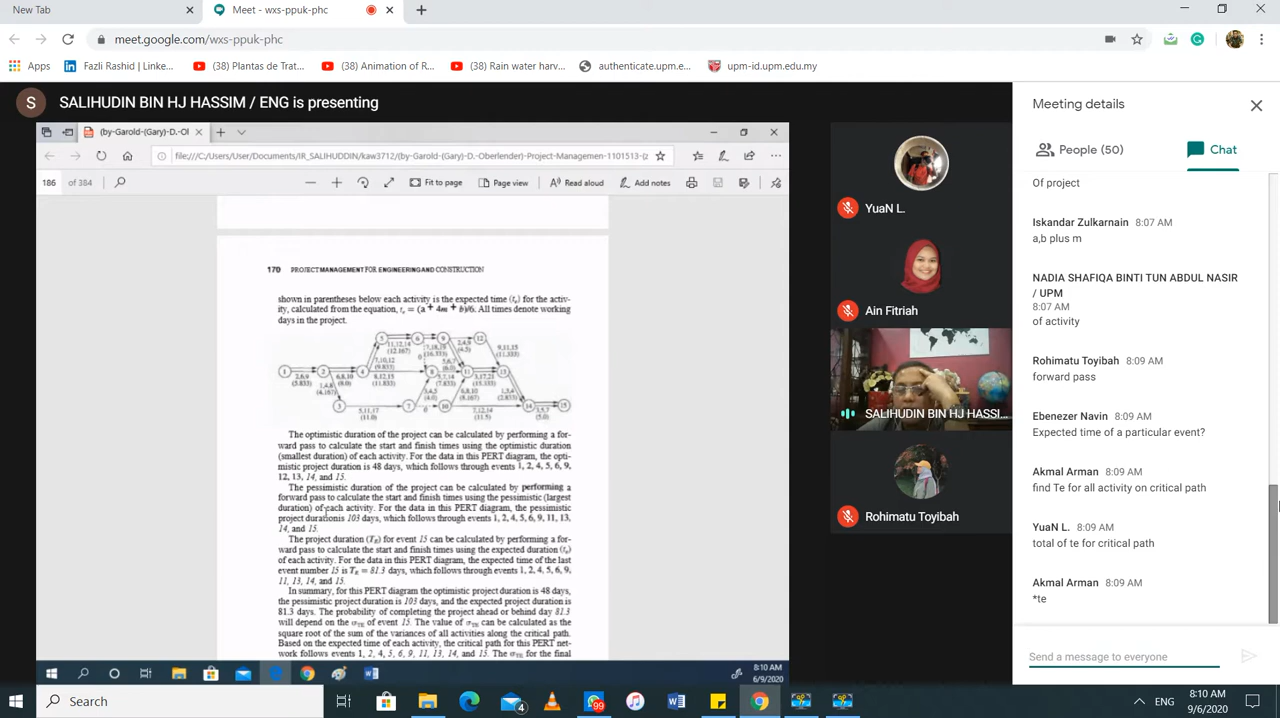 New Tab
Meet - wxs-ppuk-phc
meet.google.com/wxs-ppuk-phc
Apps
Fazli Rashid | Linke...
(38) Plantas de Trat...
(38) Animation of R...
(38) Rain water harv...
authenticate.upm.e...
upm-id.upm.edu.my
S
SALIHUDIN BIN HJ HASSIM / ENG is presenting
(by-Garold-(Gary)-D.-Ol
file:///C:/Users/User/Documents/IR_SALIHUDDIN/kaw3712/(by-Garold-(Gary)-D.-Oberlender)-Project-Managemen-1101513-(z
186 of 384
Fit to page
Page view
Read aloud
Add notes
170 PROJECT MANAGEMENT FOR ENGINEERING AND CONSTRUCTION
shown in parentheses below each activity is the expected time (te) for the activ-
ity, calculated from the equation, te = (a + 4m + b)/6. All times denote working
days in the project.
The optimistic duration of the project can be calculated by performing a for-
ward pass to calculate the start and finish times using the optimistic duration
(smallest duration) of each activity. For the data in this PERT diagram, the opti-
mistic project duration is 48 days, which follows through events 1, 2, 4, 5, 6, 9,
12, 13, 14, and 15.
The pessimistic duration of the project can be calculated by performing a
forward pass to calculate the start and finish times using the pessimistic (largest
duration) of each activity. For the data in this PERT diagram, the pessimistic
project duration is 103 days, which follows through events 1, 2, 4, 5, 6, 9, 11, 13,
14, and 15.
The project duration (TE) for event 15 can be calculated by performing a for-
ward pass to calculate the start and finish times using the expected duration (te)
of each activity. For the data in this PERT diagram, the expected time of the last
event number 15 is TE = 81.3 days, which follows through events 1, 2, 4, 5, 6, 9,
11, 13, 14, and 15.
In summary, for this PERT diagram the optimistic project duration is 48 days,
the pessimistic project duration is 103 days, and the expected project duration is
81.3 days. The probability of completing the project ahead or behind day 81.3
will depend on the σTE of event 15. The value of σTE can be calculated as the
square root of the sum of the variances of all activities along the critical path.
Based on the expected time of each activity, the critical path for this PERT net-
work follows events 1, 2, 4, 5, 6, 9, 11, 13, 14, and 15. The σTE for the final
8:10 AM
6/9/2020
YuaN L.
Ain Fitriah
SALIHUDIN BIN HJ HASSI...
Rohimatu Toyibah
Meeting details
People (50)
Chat
Of project
Iskandar Zulkarnain 8:07 AM
a,b plus m
NADIA SHAFIQA BINTI TUN ABDUL NASIR
/ UPM
8:07 AM
of activity
Rohimatu Toyibah 8:09 AM
forward pass
Ebenezer Navin 8:09 AM
Expected time of a particular event?
Akmal Arman 8:09 AM
find Te for all activity on critical path
YuaN L. 8:09 AM
total of te for critical path
Akmal Arman 8:09 AM
*te
Send a message to everyone
Search
4
99
ENG
8:10 AM
9/6/2020